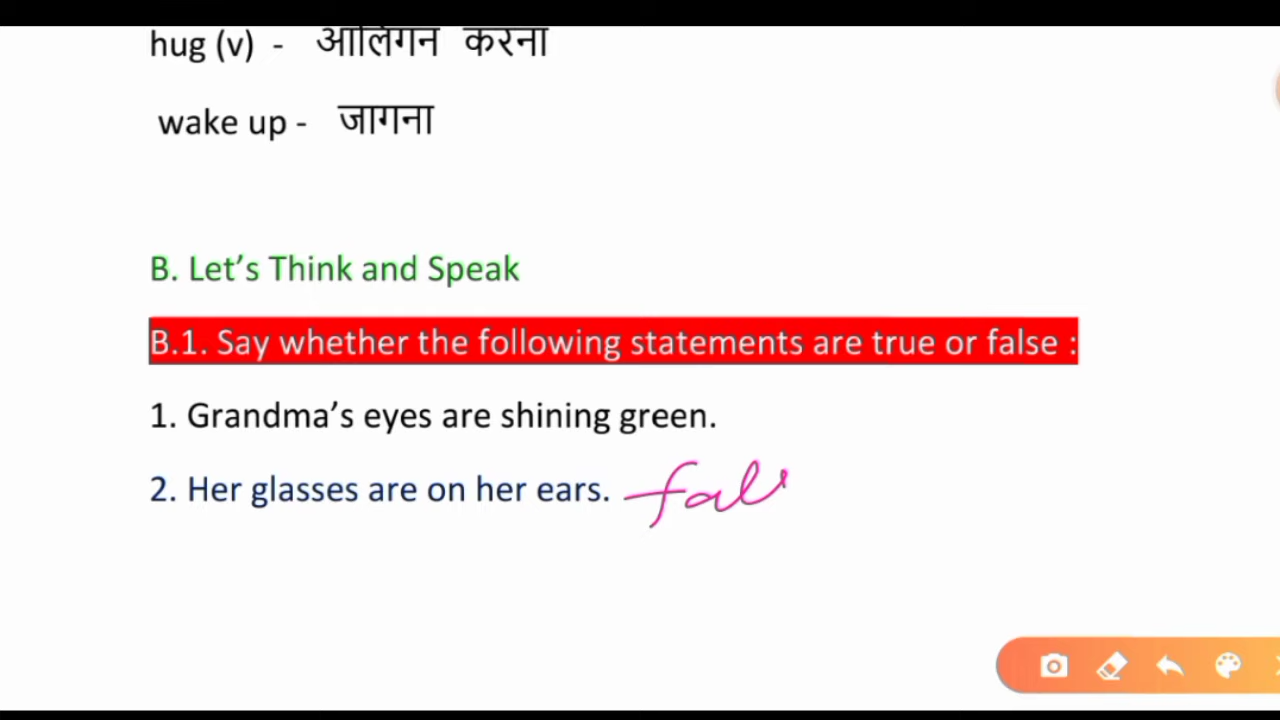 hug (v) - आलिंगन करना
wake up - जागना
B. Let's Think and Speak
B.1. Say whether the following statements are true or false :
1. Grandma's eyes are shining green.
2. Her glasses are on her ears.